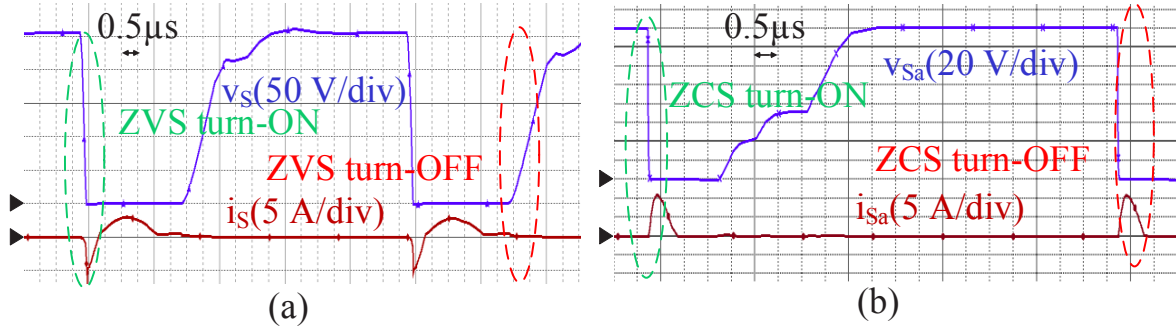 0.5µs
vS(50 V/div)
ZVS turn-ON
ZVS turn-OFF
iS(5 A/div)
(a)
0.5µs
vSa(20 V/div)
ZCS turn-ON
ZCS turn-OFF
iSa(5 A/div)
(b)